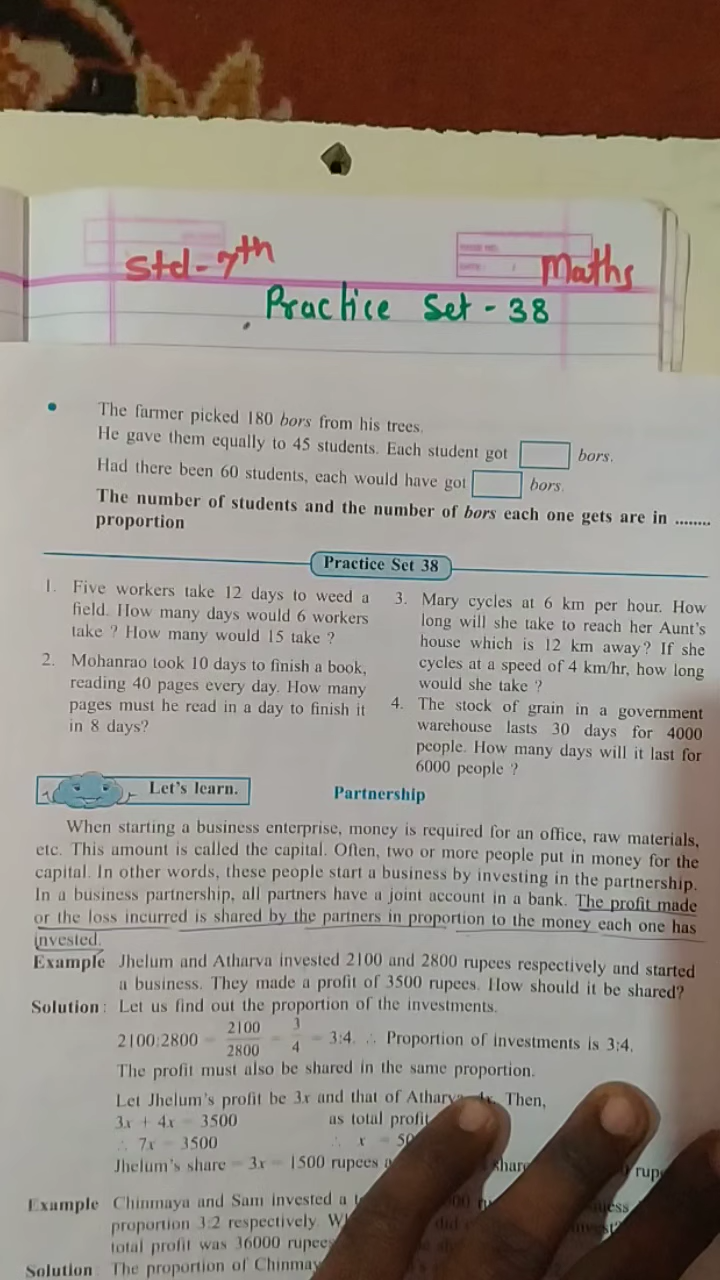 Std-7th
Maths
Practice Set - 38
• The farmer picked 180 bors from his trees.
He gave them equally to 45 students. Each student got bors.
Had there been 60 students, each would have got bors.
The number of students and the number of bors each one gets are in ........
proportion
Practice Set 38
1. Five workers take 12 days to weed a
field. How many days would 6 workers
take ? How many would 15 take ?
2. Mohanrao took 10 days to finish a book,
reading 40 pages every day. How many
pages must he read in a day to finish it
in 8 days?
3. Mary cycles at 6 km per hour. How
long will she take to reach her Aunt's
house which is 12 km away? If she
cycles at a speed of 4 km/hr, how long
would she take ?
4. The stock of grain in a government
warehouse lasts 30 days for 4000
people. How many days will it last for
6000 people ?
Let's learn.
Partnership
When starting a business enterprise, money is required for an office, raw materials,
etc. This amount is called the capital. Often, two or more people put in money for the
capital. In other words, these people start a business by investing in the partnership.
In a business partnership, all partners have a joint account in a bank. The profit made
or the loss incurred is shared by the partners in proportion to the money each one has
invested.
Example Jhelum and Atharva invested 2100 and 2800 rupees respectively and started
a business. They made a profit of 3500 rupees. How should it be shared?
Solution : Let us find out the proportion of the investments.
2100:2800 = 2100/2800 = 3/4 = 3:4. ∴ Proportion of investments is 3:4.
The profit must also be shared in the same proportion.
Let Jhelum's profit be 3x and that of Atharva 4x. Then,
3x + 4x = 3500 as total profit
∴ 7x = 3500 ∴ x = 50
Jhelum's share = 3x = 1500 rupees
Example Chinmaya and Sam invested a
proportion 3:2 respectively.
total profit was 36000 rupees
Solution The proportion of